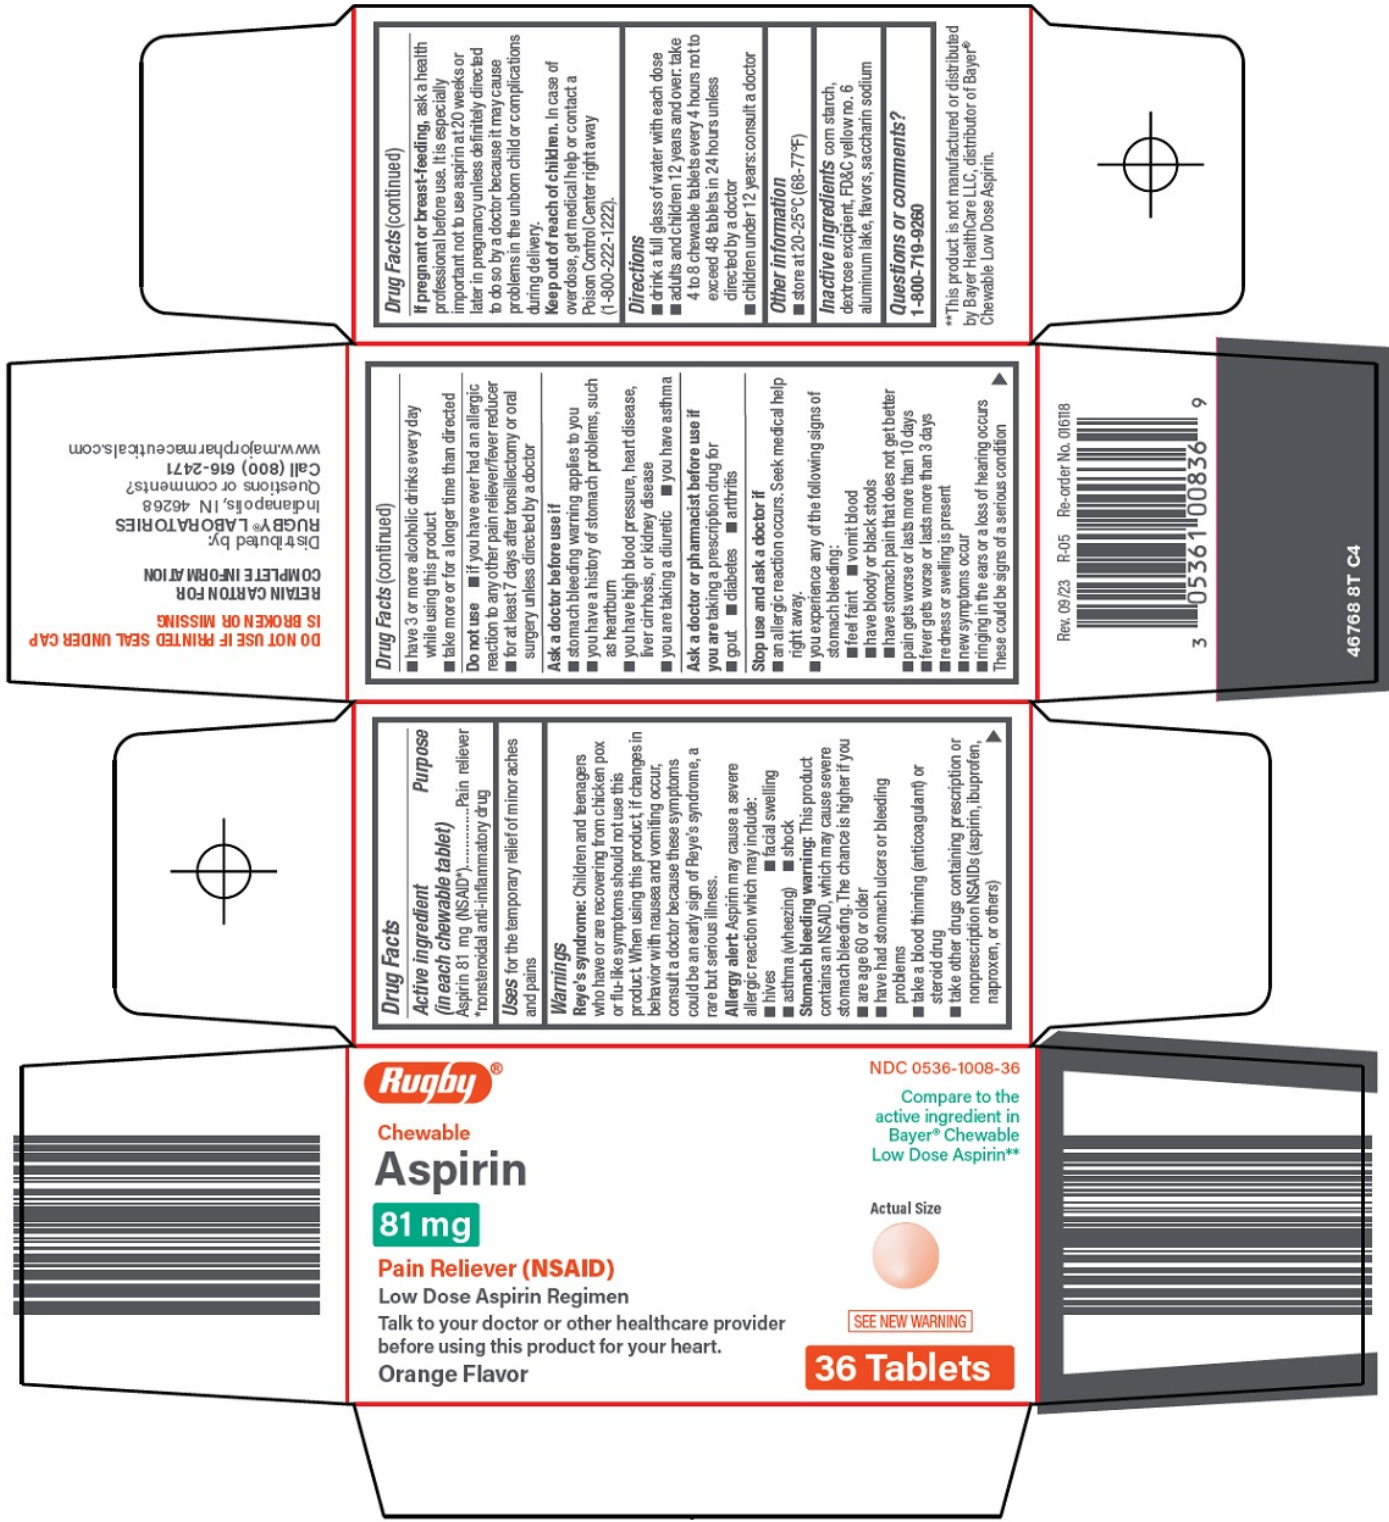 Rugby®
Chewable
Aspirin
81 mg
Pain Reliever (NSAID)
Low Dose Aspirin Regimen
Talk to your doctor or other healthcare provider
before using this product for your heart.
Orange Flavor
NDC 0536-1008-36
Compare to the
active ingredient in
Bayer® Chewable
Low Dose Aspirin**
Actual Size
SEE NEW WARNING
36 Tablets
Drug Facts
Active ingredient Purpose
(in each chewable tablet)
Aspirin 81 mg (NSAID*)................Pain reliever
*nonsteroidal anti-inflammatory drug
Uses for the temporary relief of minor aches
and pains
Warnings
Reye's syndrome: Children and teenagers
who have or are recovering from chicken pox
or flu-like symptoms should not use this
product. When using this product, if changes in
behavior with nausea and vomiting occur,
consult a doctor because these symptoms
could be an early sign of Reye's syndrome, a
rare but serious illness.
Allergy alert: Aspirin may cause a severe
allergic reaction which may include:
■ hives ■ facial swelling
■ asthma (wheezing) ■ shock
Stomach bleeding warning: This product
contains an NSAID, which may cause severe
stomach bleeding. The chance is higher if you
■ are age 60 or older
■ have had stomach ulcers or bleeding
problems
■ take a blood thinning (anticoagulant) or
steroid drug
■ take other drugs containing prescription or
nonprescription NSAIDs (aspirin, ibuprofen,
naproxen, or others)
Drug Facts (continued)
■ have 3 or more alcoholic drinks every day
while using this product
■ take more or for a longer time than directed
Do not use ■ if you have ever had an allergic
reaction to any other pain reliever/fever reducer
■ for at least 7 days after tonsillectomy or oral
surgery unless directed by a doctor
Ask a doctor before use if
■ stomach bleeding warning applies to you
■ you have a history of stomach problems, such
as heartburn
■ you have high blood pressure, heart disease,
liver cirrhosis, or kidney disease
■ you are taking a diuretic ■ you have asthma
Ask a doctor or pharmacist before use if
you are taking a prescription drug for
■ gout ■ diabetes ■ arthritis
Stop use and ask a doctor if
■ an allergic reaction occurs. Seek medical help
right away.
■ you experience any of the following signs of
stomach bleeding:
■ feel faint ■ vomit blood
■ have bloody or black stools
■ have stomach pain that does not get better
■ pain gets worse or lasts more than 10 days
■ fever gets worse or lasts more than 3 days
■ redness or swelling is present
■ new symptoms occur
■ ringing in the ears or a loss of hearing occurs
These could be signs of a serious condition
Drug Facts (continued)
If pregnant or breast-feeding, ask a health
professional before use. It is especially
important not to use aspirin at 20 weeks or
later in pregnancy unless definitely directed
to do so by a doctor because it may cause
problems in the unborn child or complications
during delivery.
Keep out of reach of children. In case of
overdose, get medical help or contact a
Poison Control Center right away
(1-800-222-1222).
Directions
■ drink a full glass of water with each dose
■ adults and children 12 years and over: take
4 to 8 chewable tablets every 4 hours not to
exceed 48 tablets in 24 hours unless
directed by a doctor
■ children under 12 years: consult a doctor
Other information
■ store at 20-25°C (68-77°F)
Inactive ingredients corn starch,
dextrose excipient, FD&C yellow no. 6
aluminum lake, flavors, saccharin sodium
Questions or comments?
1-800-719-9260
**This product is not manufactured or distributed
by Bayer HealthCare LLC, distributor of Bayer®
Chewable Low Dose Aspirin.
DO NOT USE IF PRINTED SEAL UNDER CAP
IS BROKEN OR MISSING
RETAIN CARTON FOR
COMPLETE INFORMATION
Distributed by:
RUGBY® LABORATORIES
Indianapolis, IN 46268
Questions or comments?
Call (800) 616-2471
www.majorpharmaceuticals.com
Rev. 09/23 R-05 Re-order No. 016118
3 05361 00836 9
46768 8T C4